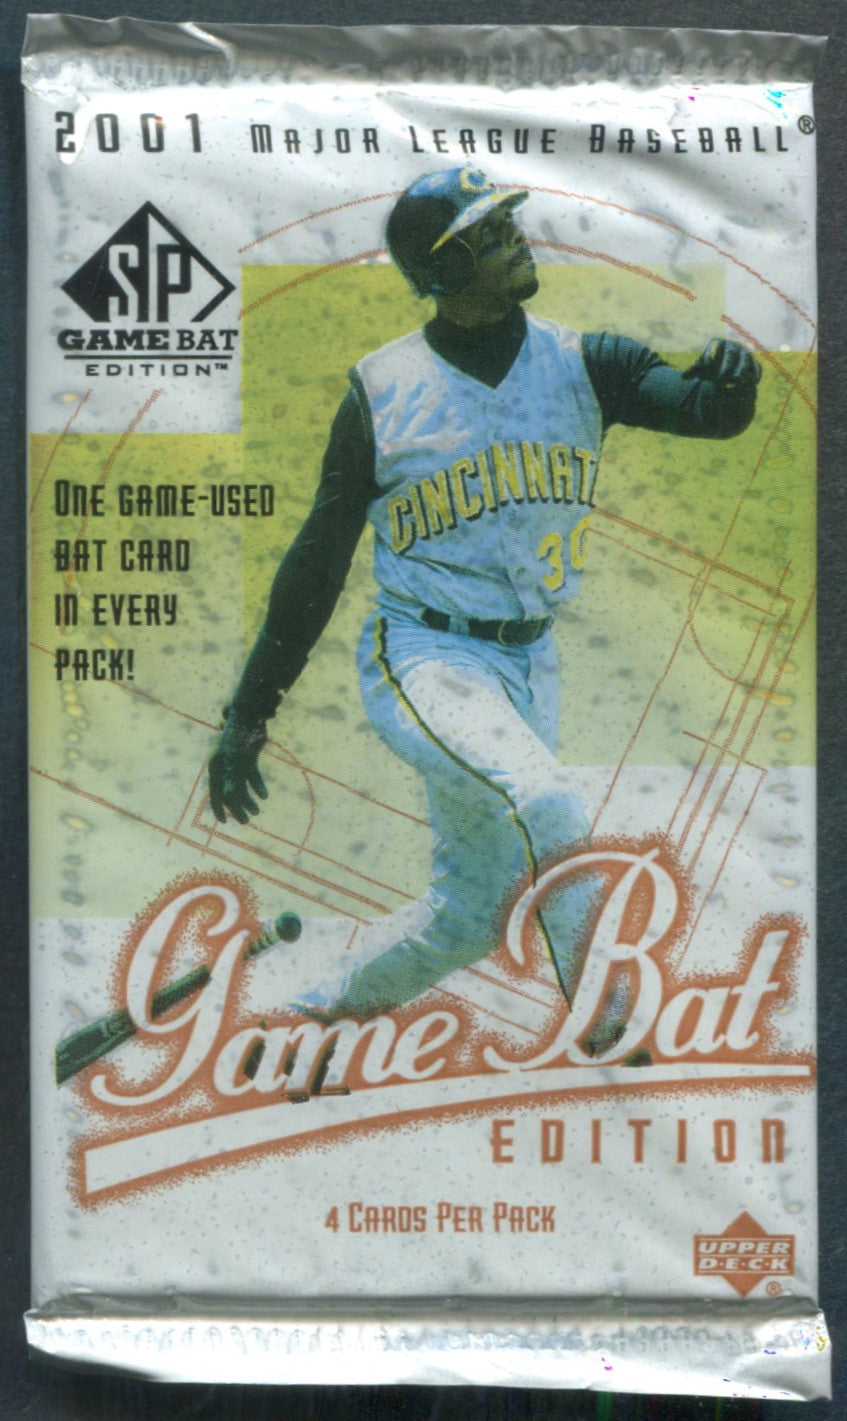 2001 MAJOR LEAGUE BASEBALL®
C
SP
GAME BAT
EDITION™
ONE GAME-USED
BAT CARD
IN EVERY
PACK!
CINCINNATI
30
Game Bat
EDITION
4 CARDS PER PACK
UPPER
D·E·C·K
®